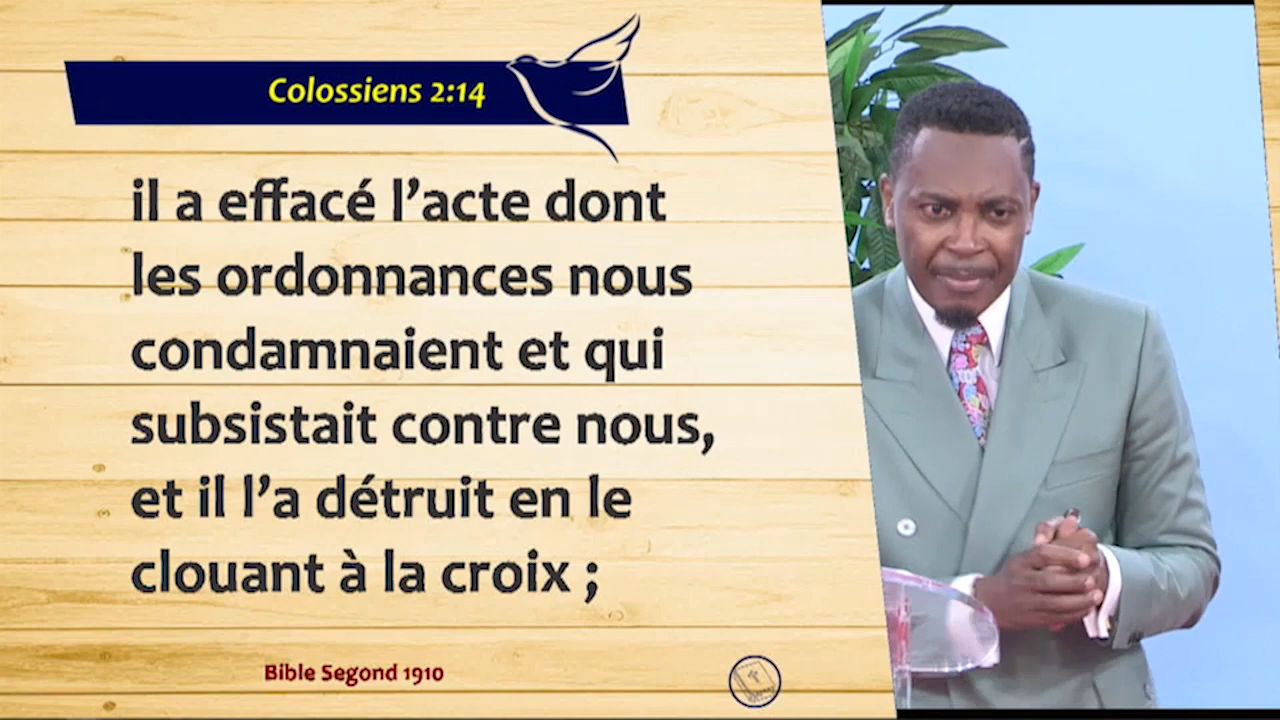 Colossiens 2:14
il a effacé l’acte dont
les ordonnances nous
condamnaient et qui
subsistait contre nous,
et il l’a détruit en le
clouant à la croix ;
Bible Segond 1910